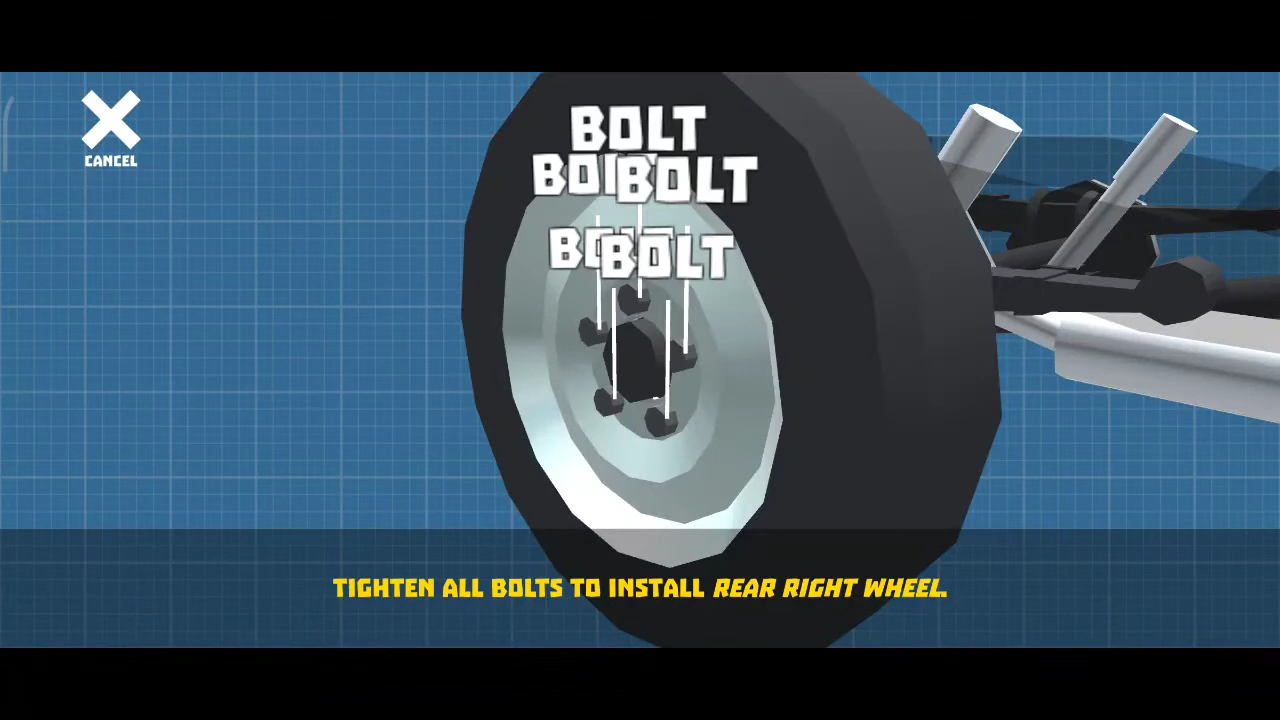 CANCEL
BOLT
BOLT
BOLT
TIGHTEN ALL BOLTS TO INSTALL REAR RIGHT WHEEL.